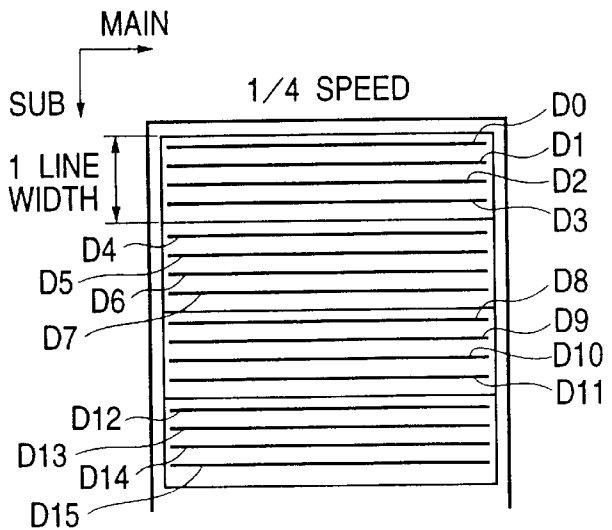 MAIN
SUB
1/4 SPEED
1 LINE
WIDTH
D0
D1
D2
D3
D4
D5
D6
D7
D8
D9
D10
D11
D12
D13
D14
D15